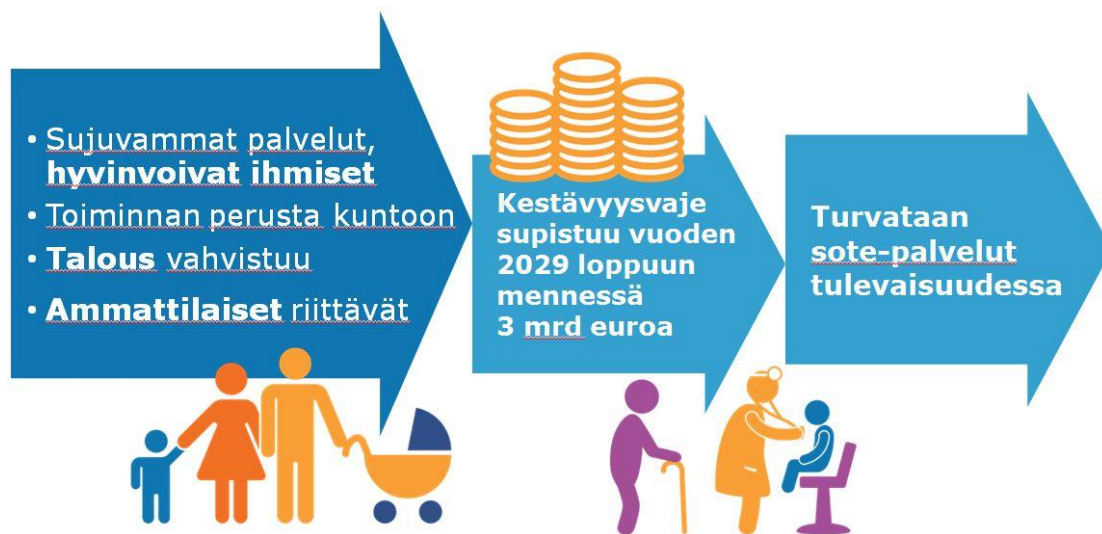 • Sujuvammat palvelut,
hyvinvoivat ihmiset
• Toiminnan perusta kuntoon
• Talous vahvistuu
• Ammattilaiset riittävät
Kestävyysvaje
supistuu vuoden
2029 loppuun
mennessä
3 mrd euroa
Turvataan
sote-palvelut
tulevaisuudessa